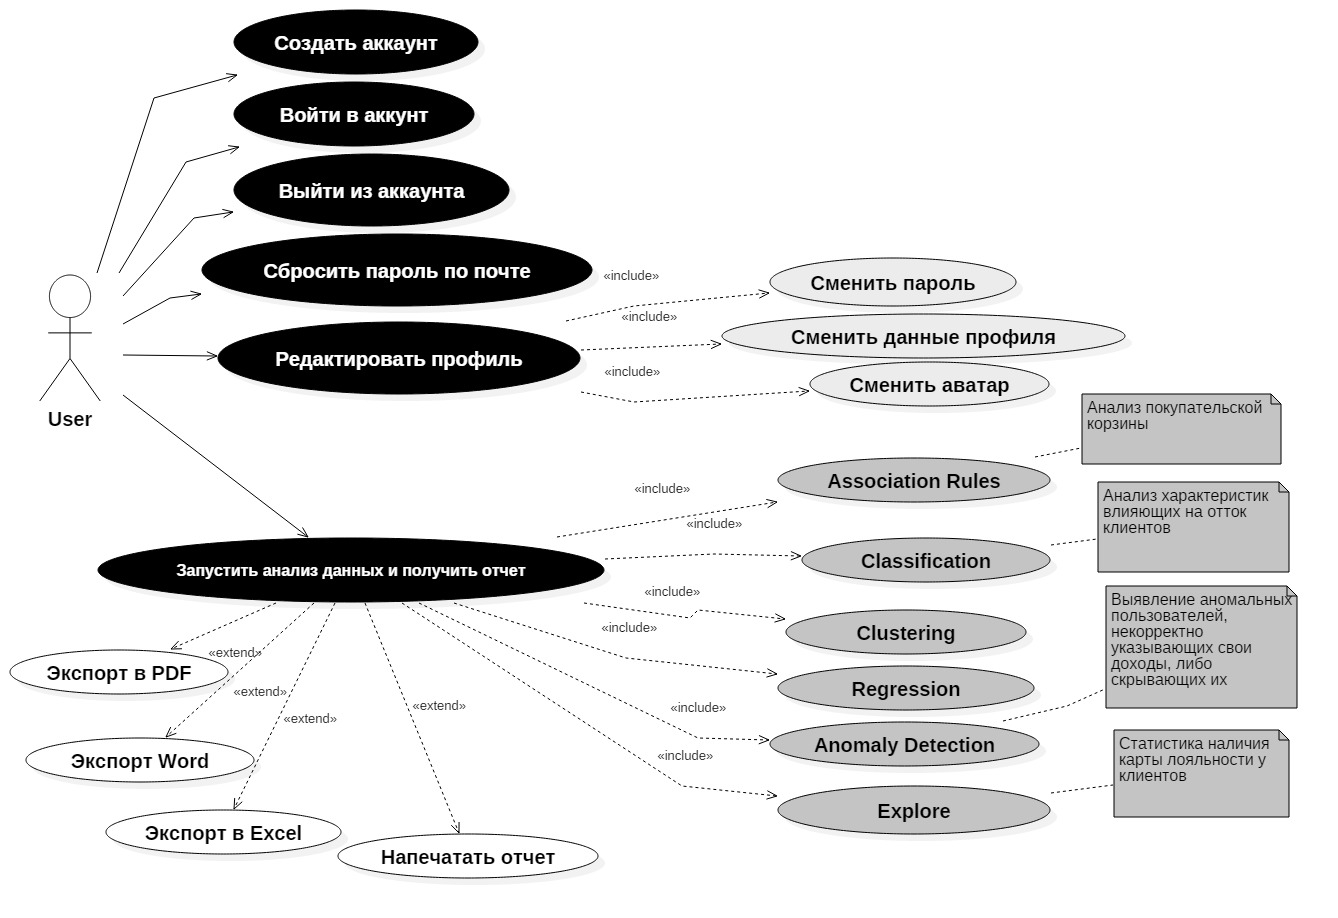 Создать аккаунт
Войти в аккунт
Выйти из аккаунта
Сбросить пароль по почте
Редактировать профиль
User
«include»
«include»
«include»
Сменить пароль
Сменить данные профиля
Сменить аватар
Запустить анализ данных и получить отчет
«include»
«include»
«include»
«include»
«include»
«include»
Association Rules
Classification
Clustering
Regression
Anomaly Detection
Explore
Анализ покупательской
корзины
Анализ характеристик
влияющих на отток
клиентов
Выявление аномальных
пользователей,
некорректно
указывающих свои
доходы, либо
скрывающих их
Статистика наличия
карты лояльности у
клиентов
«extend»
«extend»
«extend»
«extend»
Экспорт в PDF
Экспорт Word
Экспорт в Excel
Напечатать отчет